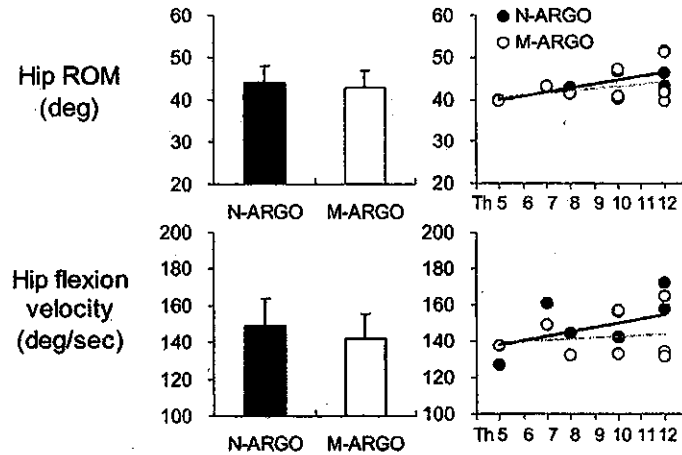 Hip ROM
(deg)
60
50
40
30
20
N-ARGO M-ARGO
60
50
40
30
20
N-ARGO
M-ARGO
Th 5 6 7 8 9 10 11 12
Hip flexion
velocity
(deg/sec)
200
180
160
140
120
100
N-ARGO M-ARGO
200
180
160
140
120
100
Th 5 6 7 8 9 10 11 12